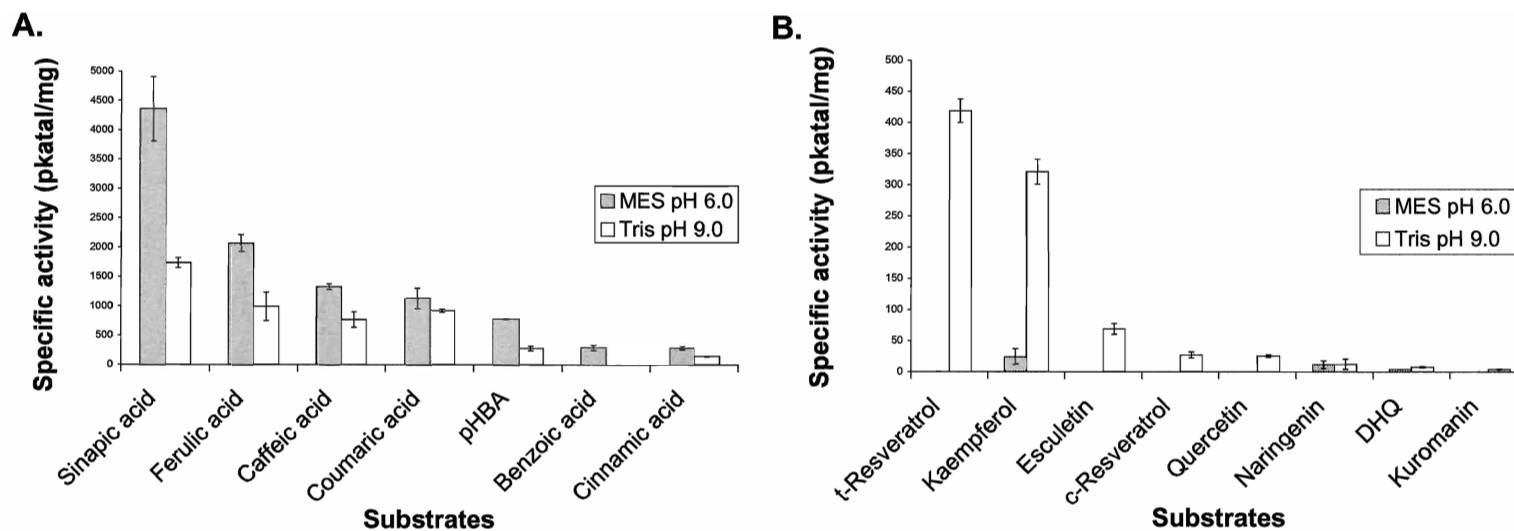 A.
Specific activity (pkatal/mg)
5000
4500
4000
3500
3000
2500
2000
1500
1000
500
0
MES pH 6.0
Tris pH 9.0
Sinapic acid
Ferulic acid
Caffeic acid
Coumaric acid
pHBA
Benzoic acid
Cinnamic acid
Substrates
B.
Specific activity (pkatal/mg)
500
450
400
350
300
250
200
150
100
50
0
MES pH 6.0
Tris pH 9.0
t-Resveratrol
Kaempferol
Esculetin
c-Resveratrol
Quercetin
Naringenin
DHQ
Kuromanin
Substrates